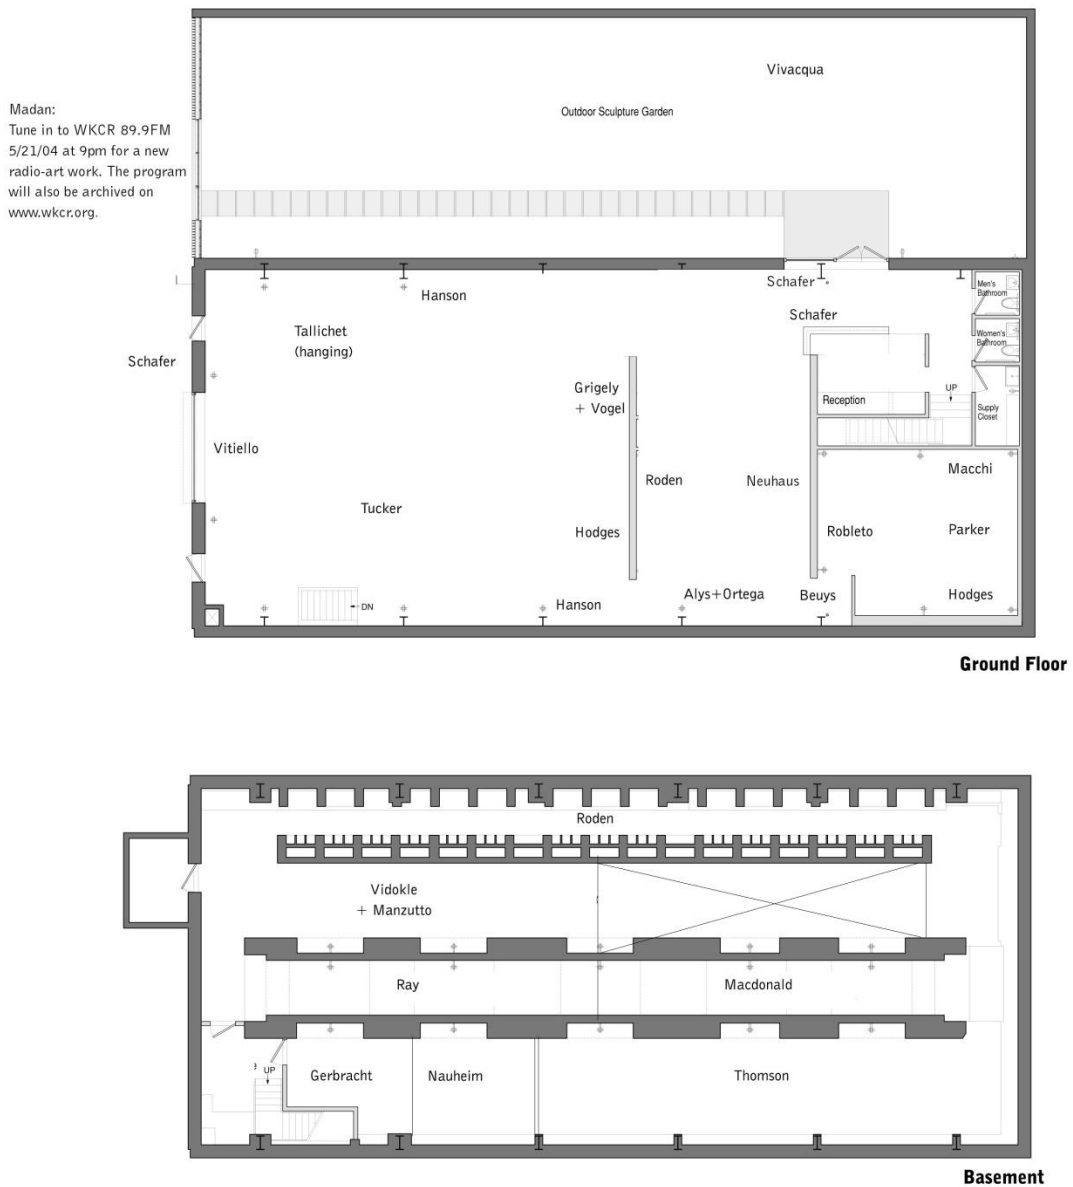 Vivacqua
Outdoor Sculpture Garden
Madan:
Tune in to WKCR 89.9FM
5/21/04 at 9pm for a new
radio-art work. The program
will also be archived on
www.wkcr.org.
Schafer
Hanson
Men's
Bathroom
Schafer
Tallichet
(hanging)
Women's
Bathroom
Schafer
Grigely
+ Vogel
UP
Reception
Supply
Closet
Vitiello
Macchi
Roden
Neuhaus
Tucker
Hodges
Robleto
Parker
Alys+Ortega
Beuys
Hodges
Hanson
DN
Ground Floor
Roden
Vidokle
+ Manzutto
Ray
Macdonald
UP
Gerbracht
Nauheim
Thomson
Basement